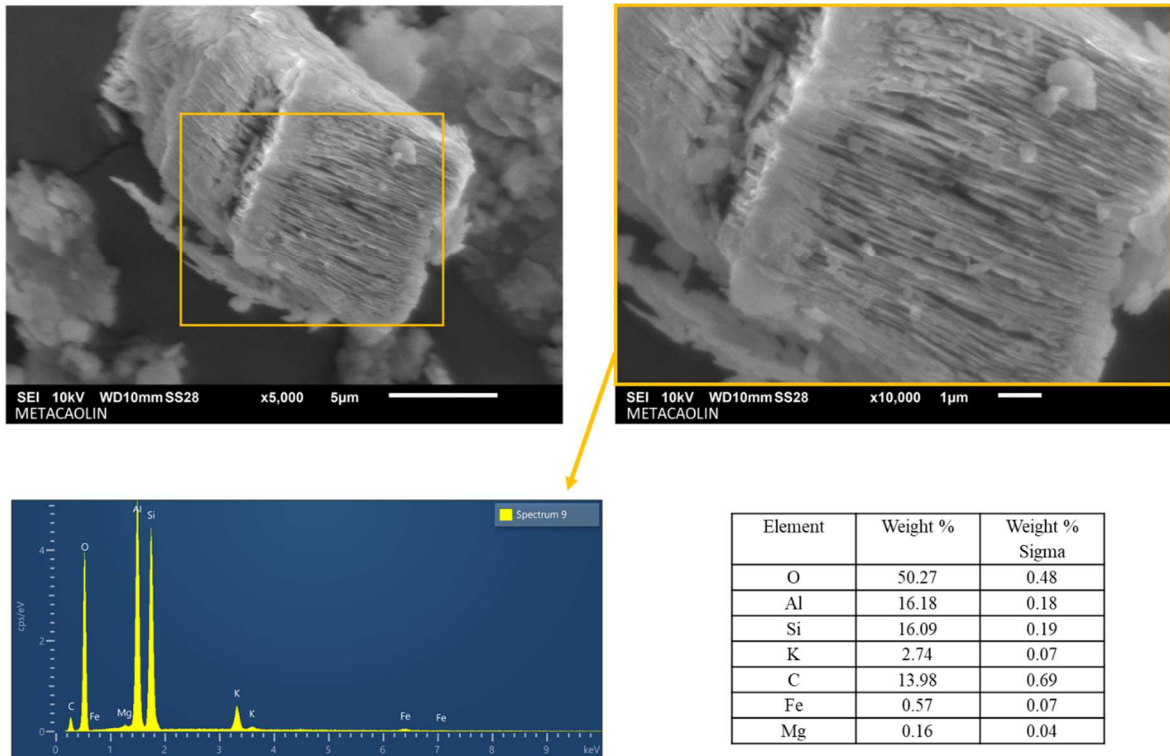 SEI 10kV WD10mm SS28 x5,000 5µm
METACAOLIN
SEI 10kV WD10mm SS28 x10,000 1µm
METACAOLIN
Spectrum 9
cps/eV
4
2
0
O
Al
Si
C
Fe
Mg
K
K
Fe
Fe
0 1 2 3 4 5 6 7 8 9 keV
Element Weight % Weight % Sigma
O 50.27 0.48
Al 16.18 0.18
Si 16.09 0.19
K 2.74 0.07
C 13.98 0.69
Fe 0.57 0.07
Mg 0.16 0.04